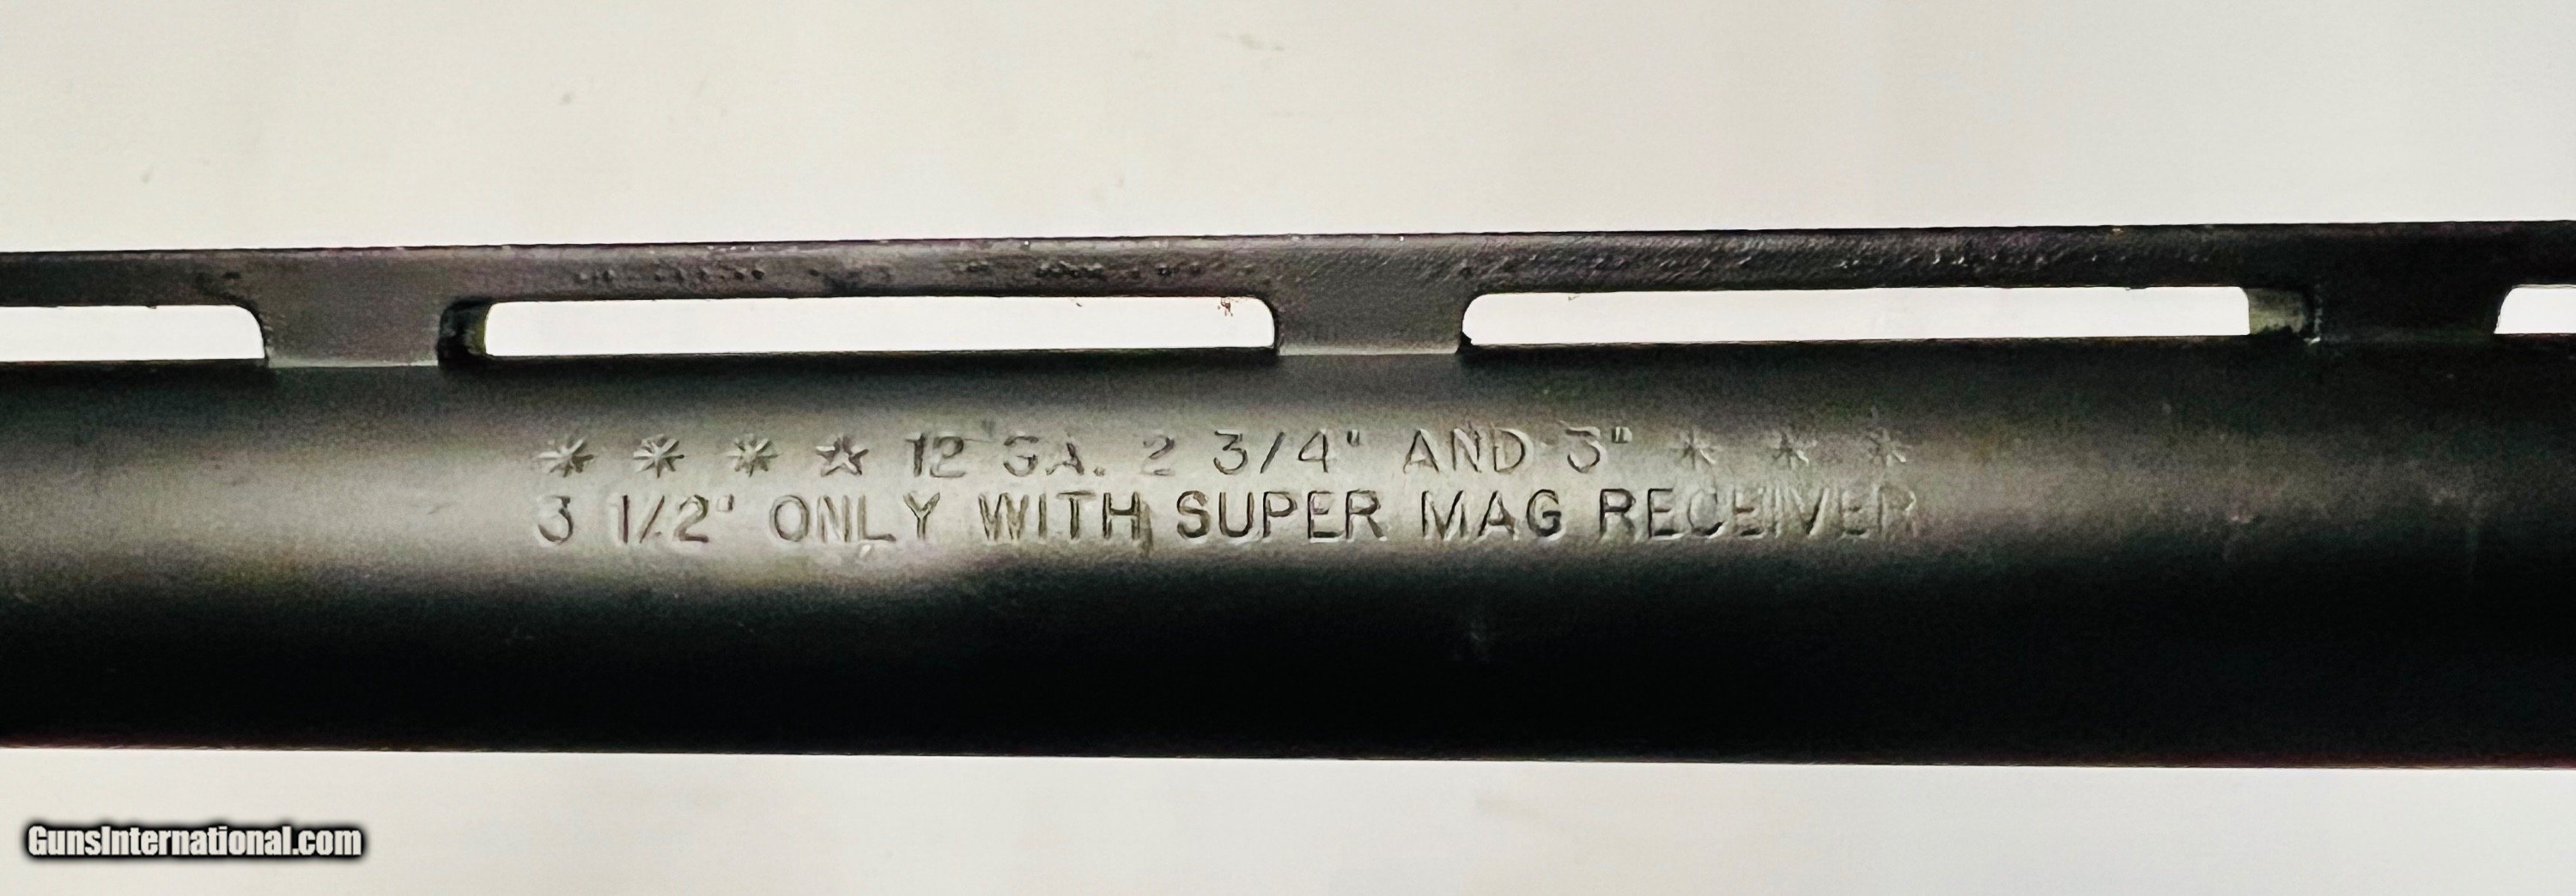 * * * ☆ 12 GA. 2 3/4" AND 3" * * *
3 1/2" ONLY WITH SUPER MAG RECEIVER
GunsInternational.com